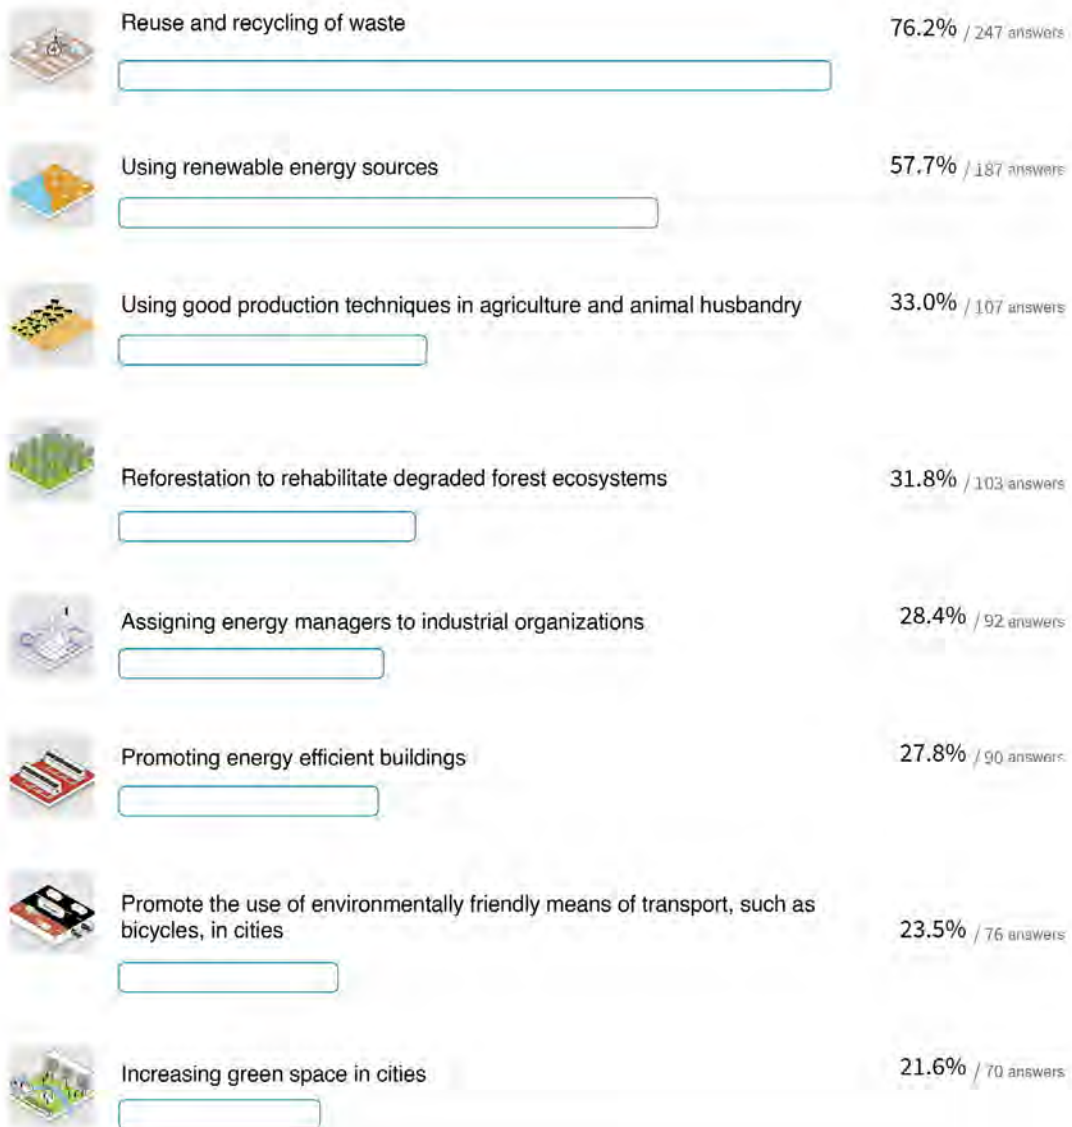 Reuse and recycling of waste
76.2% / 247 answers
Using renewable energy sources
57.7% / 187 answers
Using good production techniques in agriculture and animal husbandry
33.0% / 107 answers
Reforestation to rehabilitate degraded forest ecosystems
31.8% / 103 answers
Assigning energy managers to industrial organizations
28.4% / 92 answers
Promoting energy efficient buildings
27.8% / 90 answers
Promote the use of environmentally friendly means of transport, such as
bicycles, in cities
23.5% / 76 answers
Increasing green space in cities
21.6% / 70 answers